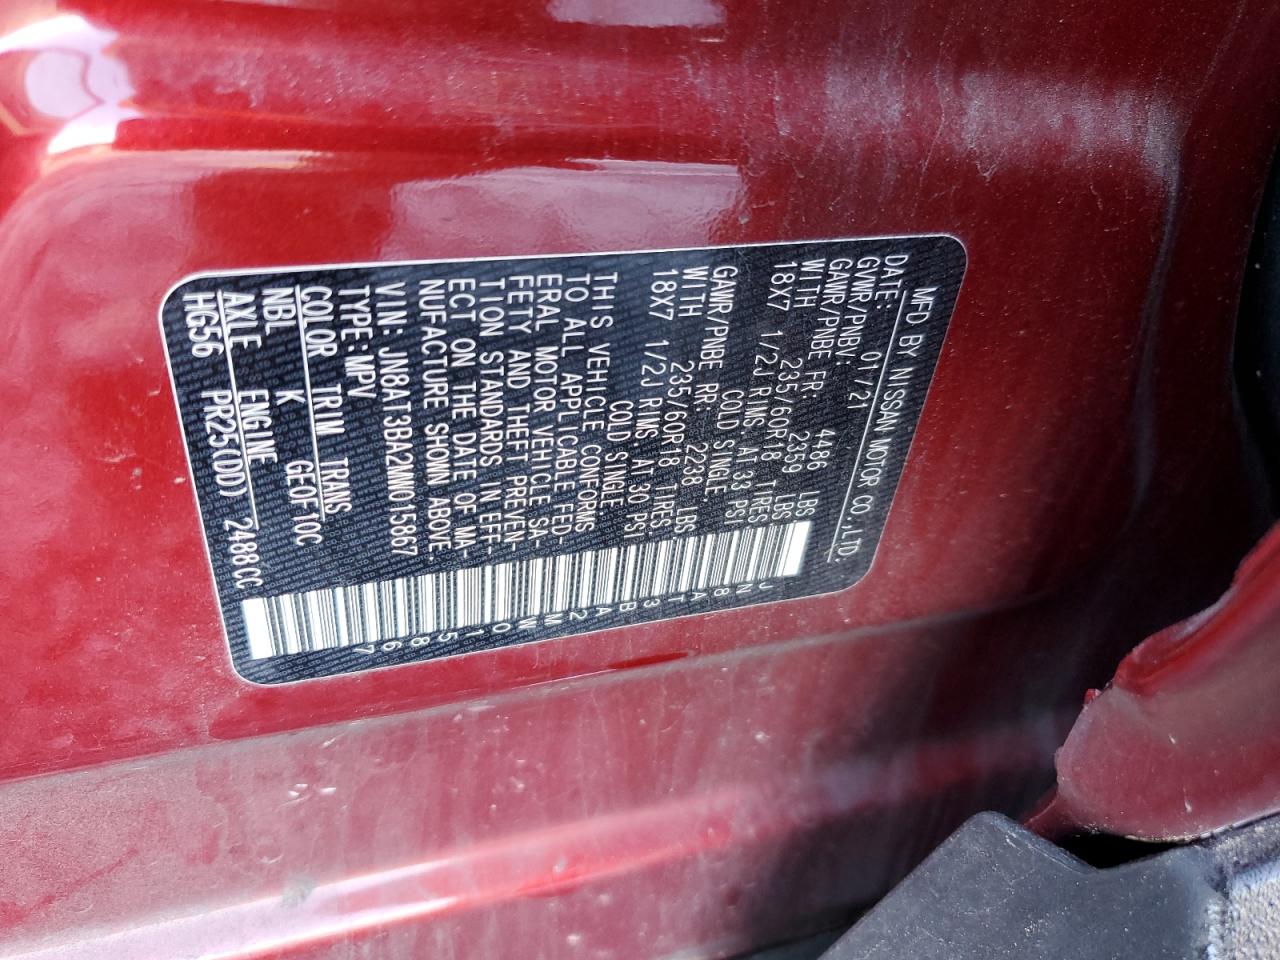 MFD BY NISSAN MOTOR CO.,LTD.
DATE: 01/21
GVWR/PNBV: 4486 LBS
GAWR/PNBE FR: 2359 LBS
WITH 235/60R18 TIRES
18X7 1/2J RIMS AT 33 PSI
COLD SINGLE
GAWR/PNBE RR: 2238 LBS.
WITH 235/60R18 TIRES.
18X7 1/2J RIMS AT 30 PSI
COLD SINGLE
THIS VEHICLE CONFORMS
TO ALL APPLICABLE FED-
ERAL MOTOR VEHICLE SA-
FETY AND THEFT PREVEN-
TION STANDARDS IN EFF-
ECT ON THE DATE OF MA-
NUFACTURE SHOWN ABOVE.
VIN: JN8AT3BA2MW015867
TYPE: MPV
COLOR TRIM TRANS
NBL K GEOFTOC
AXLE ENGINE
HG56 PR25(DD) 2488CC
JN8AT3BA2MW015867